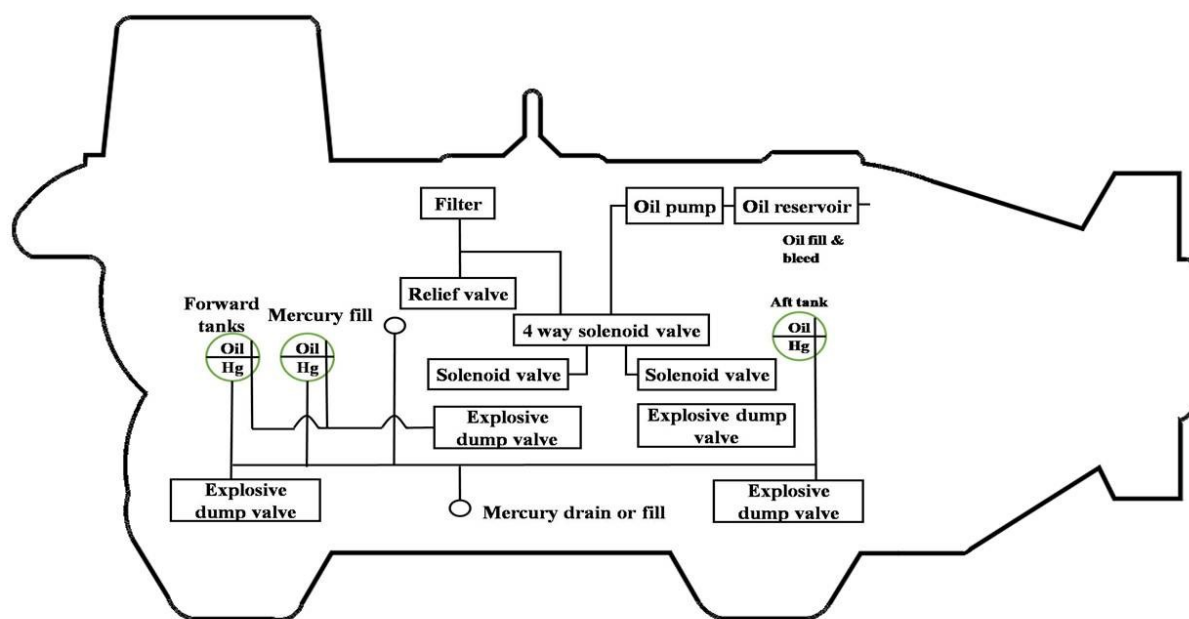 Filter
Oil pump
Oil reservoir
Oil fill &
bleed
Relief valve
Forward
tanks
Mercury fill
Aft tank
Oil
Hg
Oil
Hg
4 way solenoid valve
Oil
Hg
Solenoid valve
Solenoid valve
Explosive
dump valve
Explosive dump
valve
Explosive
dump valve
Mercury drain or fill
Explosive
dump valve